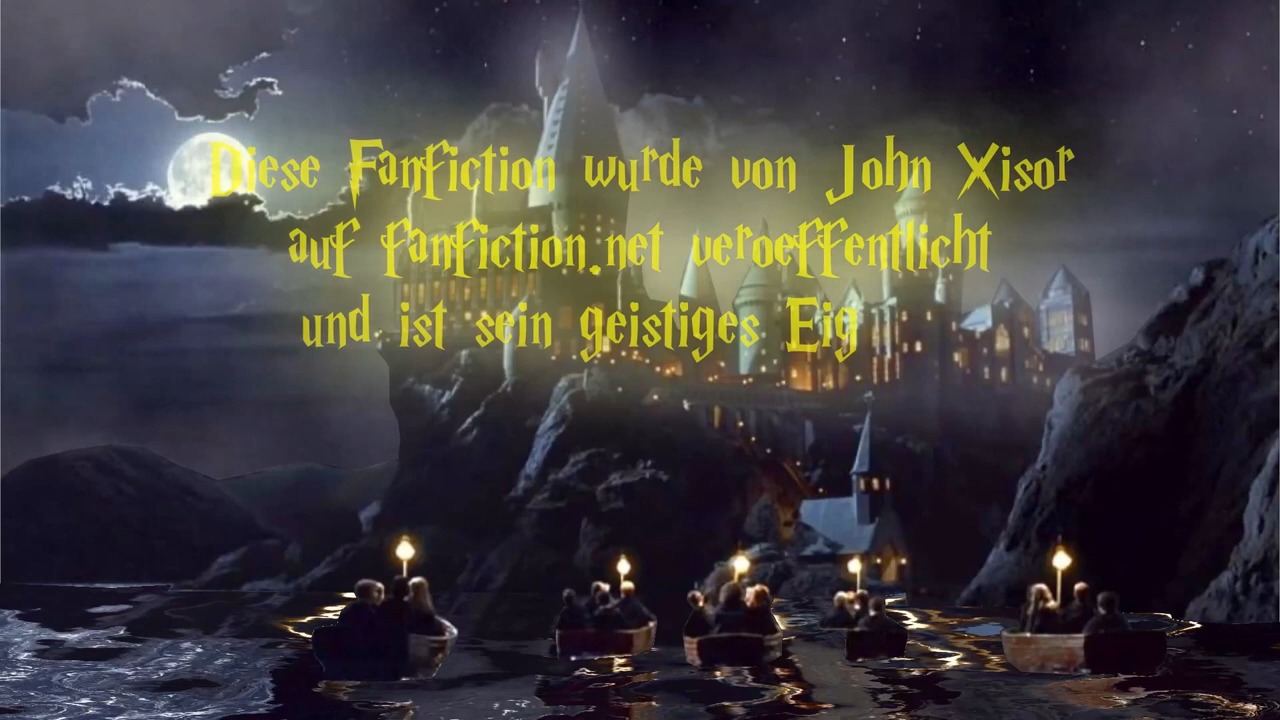 Diese Fanfiction wurde von John Xisor
auf fanfiction.net veroeffentlicht
und ist sein geistiges Eig